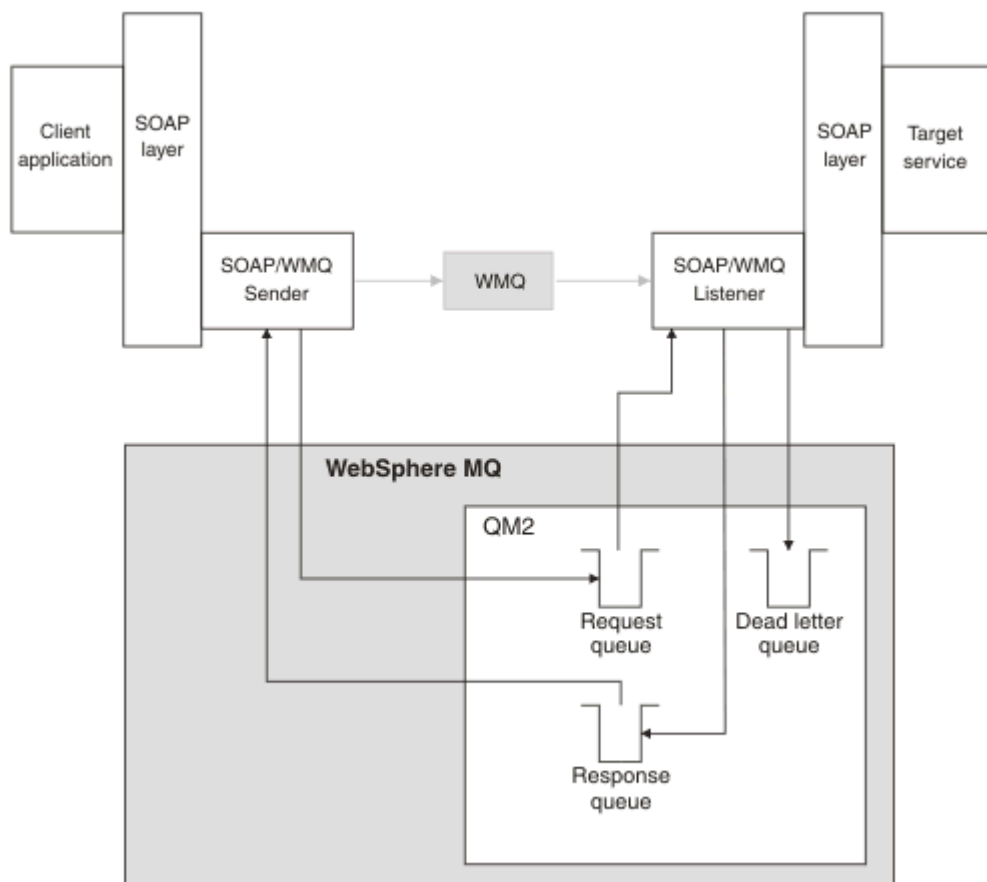 Client
application
SOAP
layer
SOAP/WMQ
Sender
WMQ
SOAP/WMQ
Listener
SOAP
layer
Target
service
WebSphere MQ
QM2
Request
queue
Dead letter
queue
Response
queue